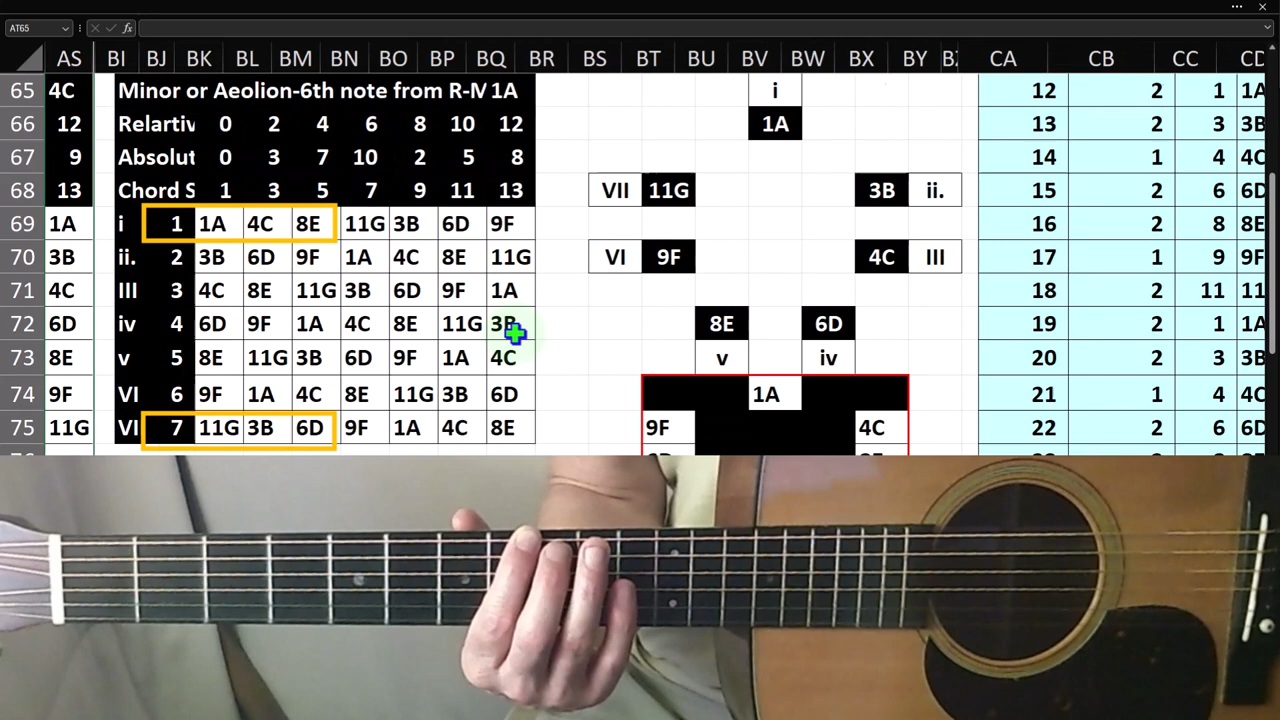 AT65 fx
AS BI BJ BK BL BM BN BO BP BQ BR BS BT BU BV BW BX BY BZ CA CB CC CD
65 4C Minor or Aeolion-6th note from R-M 1A i 12 2 1 1A
66 12 Relartiv 0 2 4 6 8 10 12 1A 13 2 3 3B
67 9 Absolut 0 3 7 10 2 5 8 14 1 4 4C
68 13 Chord S 1 3 5 7 9 11 13 VII 11G 3B ii. 15 2 6 6D
69 1A i 1 1A 4C 8E 11G 3B 6D 9F 16 2 8 8E
70 3B ii. 2 3B 6D 9F 1A 4C 8E 11G VI 9F 4C III 17 1 9 9F
71 4C III 3 4C 8E 11G 3B 6D 9F 1A 18 2 11 11
72 6D iv 4 6D 9F 1A 4C 8E 11G 3B 8E 6D 19 2 1 1A
73 8E v 5 8E 11G 3B 6D 9F 1A 4C v iv 20 2 3 3B
74 9F VI 6 9F 1A 4C 8E 11G 3B 6D 1A 21 1 4 4C
75 11G VI 7 11G 3B 6D 9F 1A 4C 8E 9F 4C 22 2 6 6D